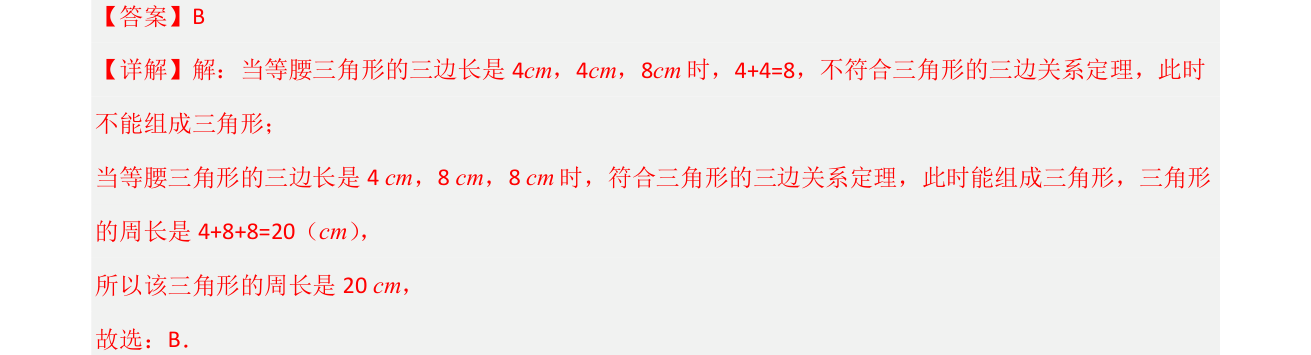 【答案】B
【详解】解：当等腰三角形的三边长是 4cm，4cm，8cm 时，4+4=8，不符合三角形的三边关系定理，此时
不能组成三角形；
当等腰三角形的三边长是 4 cm，8 cm，8 cm 时，符合三角形的三边关系定理，此时能组成三角形，三角形
的周长是 4+8+8=20（cm），
所以该三角形的周长是 20 cm，
故选：B．